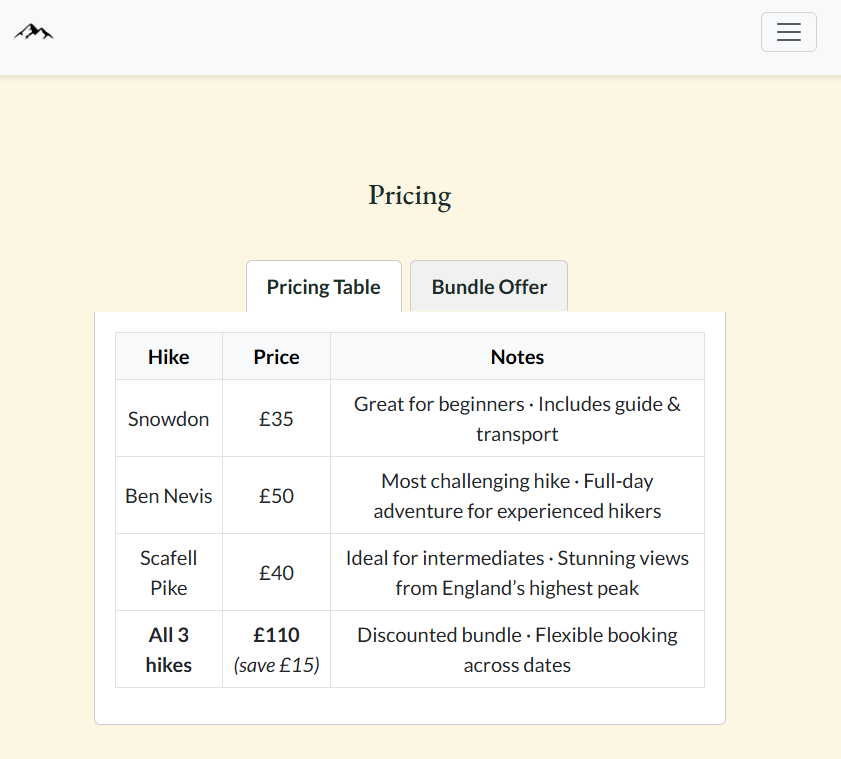 Pricing
Pricing Table
Bundle Offer
Hike Price Notes
Snowdon £35 Great for beginners · Includes guide &
transport
Ben Nevis £50 Most challenging hike · Full-day
adventure for experienced hikers
Scafell
Pike £40 Ideal for intermediates · Stunning views
from England’s highest peak
All 3
hikes £110
(save £15) Discounted bundle · Flexible booking
across dates